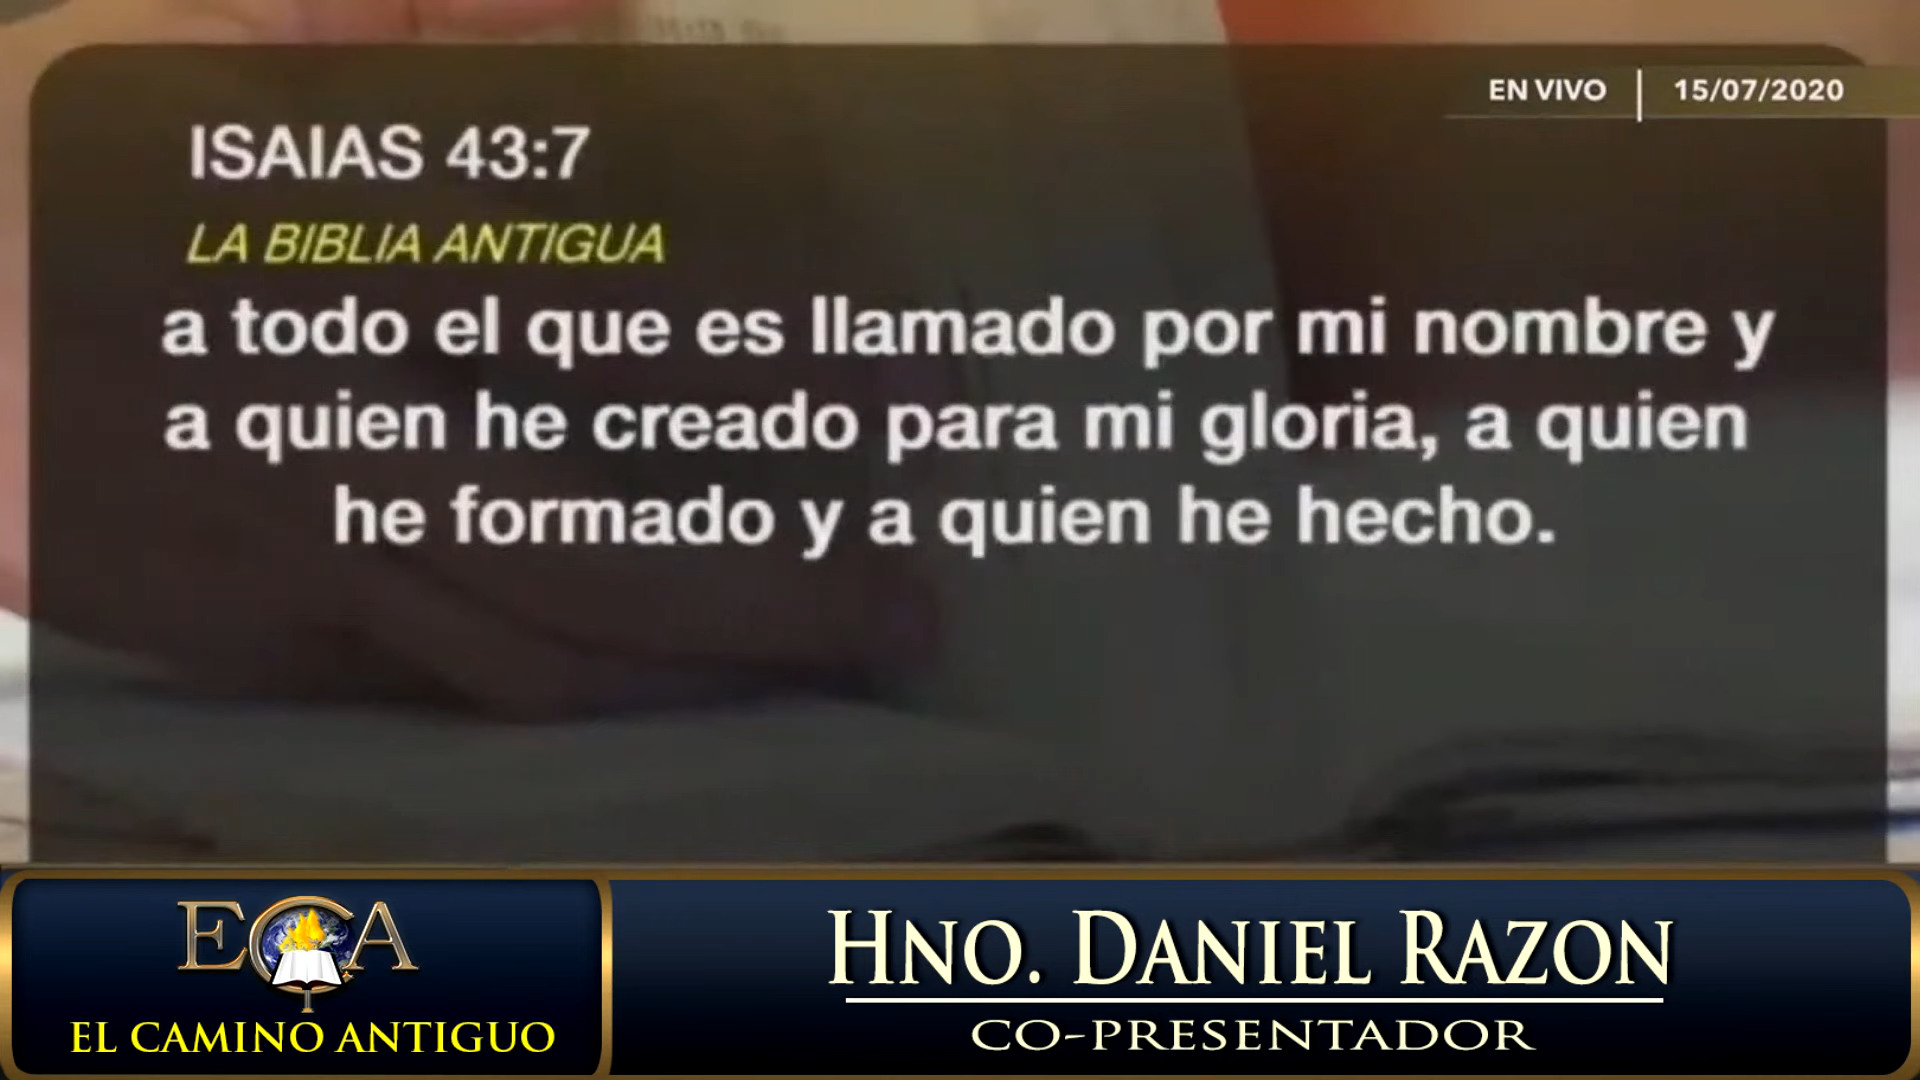 EN VIVO | 15/07/2020
ISAIAS 43:7
LA BIBLIA ANTIGUA
a todo el que es llamado por mi nombre y
a quien he creado para mi gloria, a quien
he formado y a quien he hecho.
ECA
EL CAMINO ANTIGUO
HNO. DANIEL RAZON
CO-PRESENTADOR